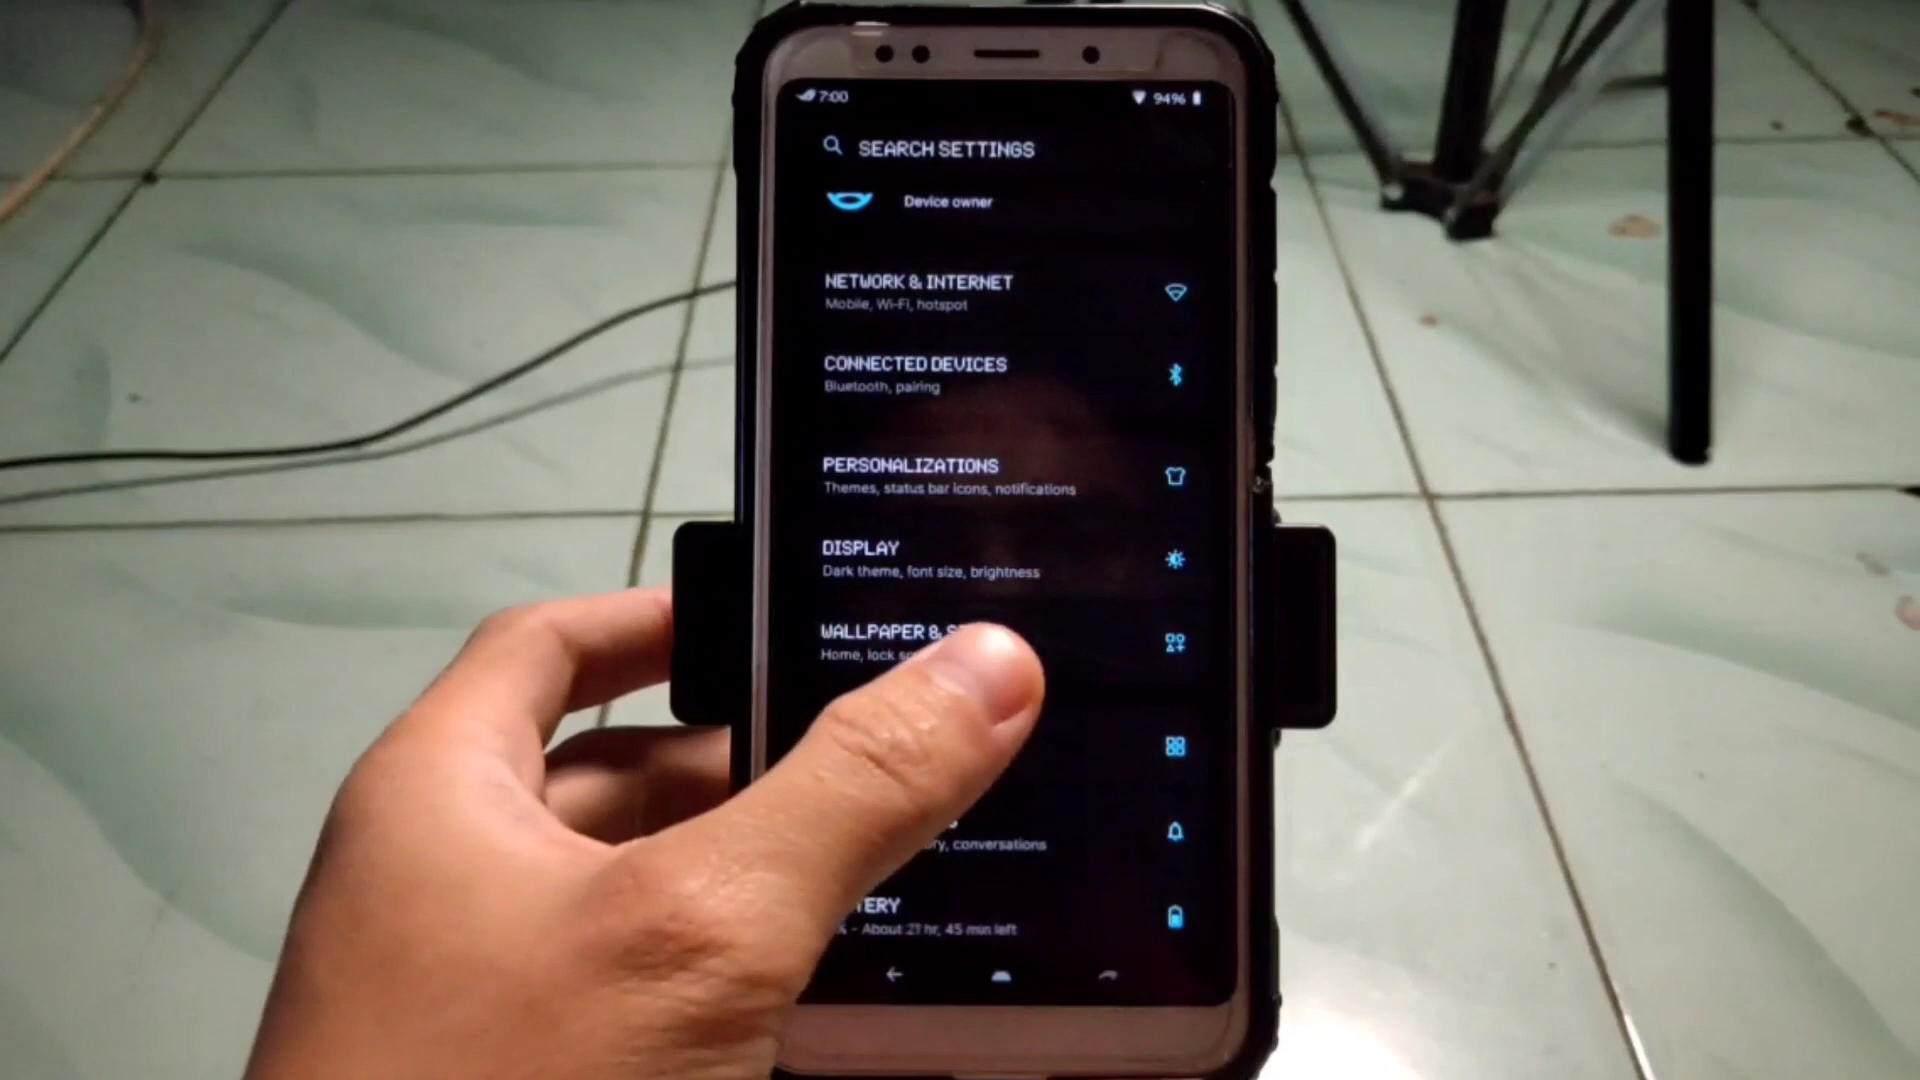 7:00 94%
SEARCH SETTINGS
Device owner
NETWORK & INTERNET
Mobile, Wi-Fi, hotspot
CONNECTED DEVICES
Bluetooth, pairing
PERSONALIZATIONS
Themes, status bar icons, notifications
DISPLAY
Dark theme, font size, brightness
WALLPAPER &
Home, lock
conversations
- About 21 hr, 45 min left